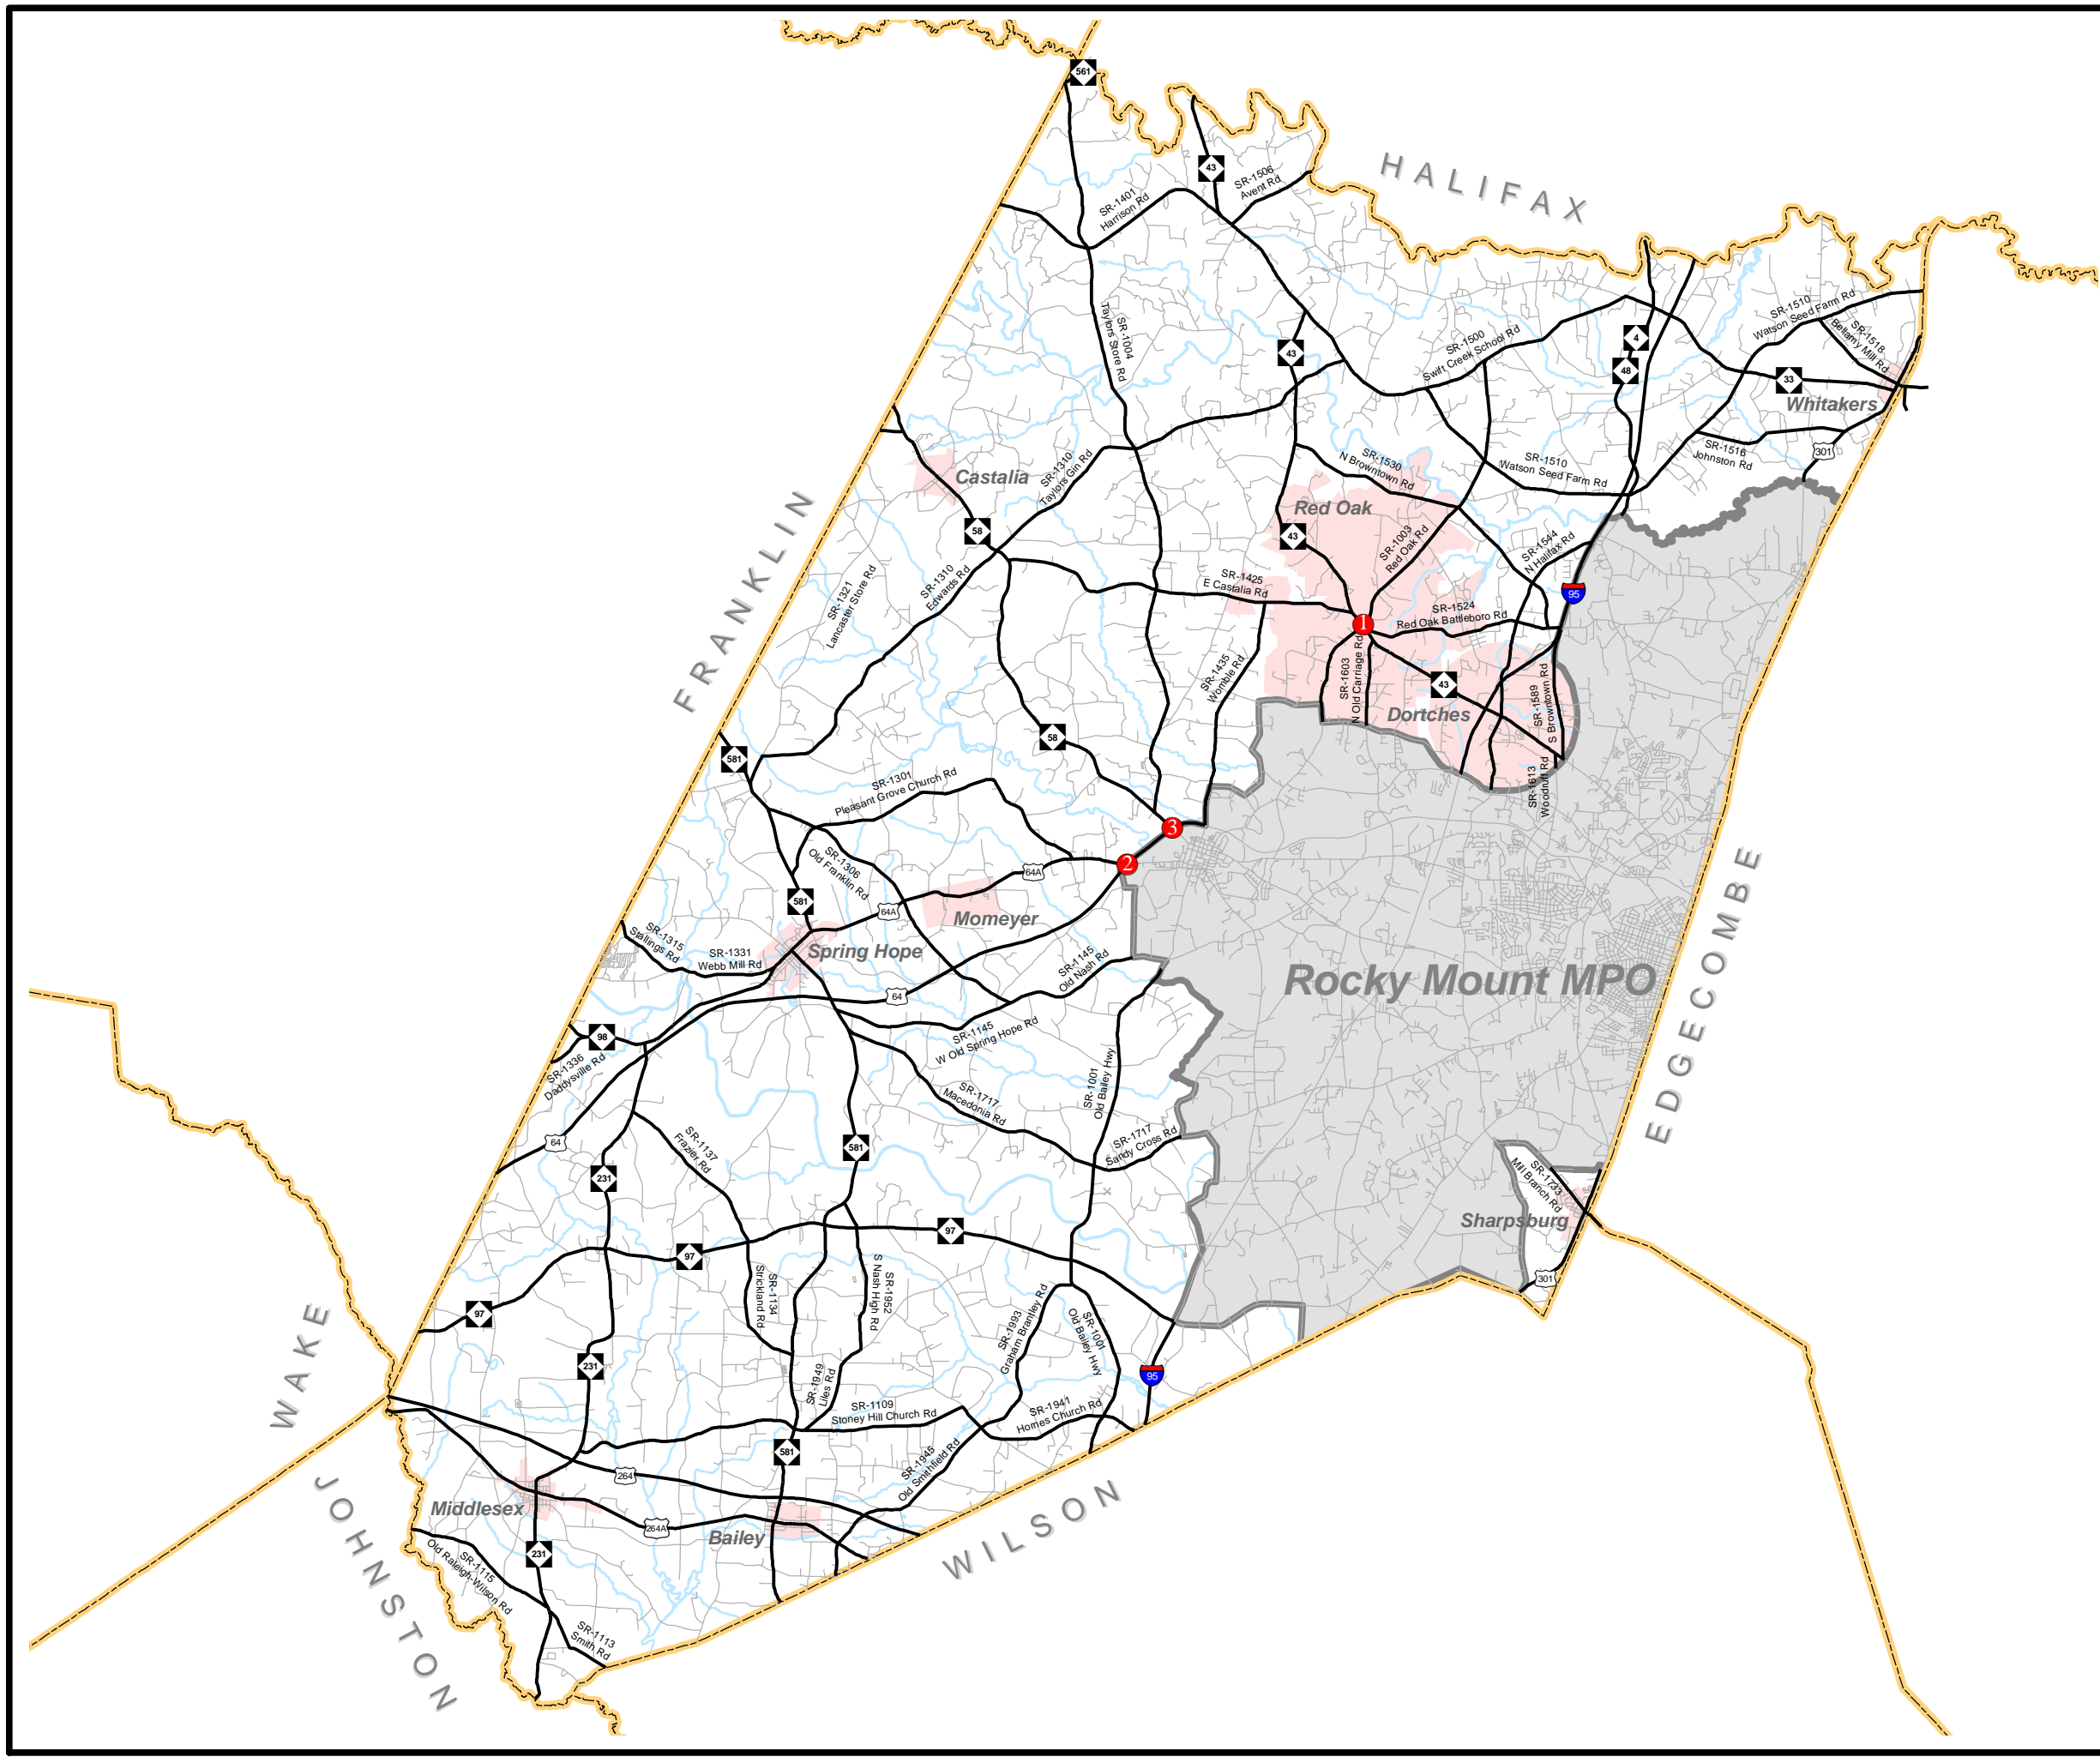 561
HALIFAX
43
SR-1506
Avent Rd
SR-1401
Harrison Rd
SR-1004
Taylors Store Rd
43
SR-1500
Swift Creek School Rd
4
48
SR-1510
Watson Seed Farm Rd
SR-1518
Bellamy Mill Rd
33
Whitakers
SR-1516
Johnston Rd
301
SR-1510
Watson Seed Farm Rd
SR-1530
N Browntown Rd
Castalia
SR-1310
Taylors Gin Rd
Red Oak
58
43
SR-1003
Red Oak Rd
SR-1544
N Halifax Rd
95
FRANKLIN
SR-1321
Lancaster Store Rd
SR-1310
Edwards Rd
SR-1425
E Castalia Rd
SR-1524
Red Oak Battleboro Rd
1
SR-1435
Womble Rd
SR-1603
N Old Carriage Rd
43
Dortches
SR-1589
S Browntown Rd
SR-1613
Woodruff Rd
58
581
SR-1301
Pleasant Grove Church Rd
3
2
SR-1306
Old Franklin Rd
64A
64A
581
Momeyer
Spring Hope
SR-1315
Stallings Rd
SR-1331
Webb Mill Rd
SR-1145
Old Nash Rd
64
Rocky Mount MPO
EDGECOMBE
98
SR-1336
Daddysville Rd
SR-1145
W Old Spring Hope Rd
SR-1717
Macedonia Rd
SR-1001
Old Bailey Hwy
SR-1717
Sandy Cross Rd
64
SR-1137
Frazier Rd
581
231
SR-1733
Mill Branch Rd
Sharpsburg
301
97
97
97
SR-1134
Strickland Rd
SR-1952
S Nash High Rd
SR-1993
Graham Brantley Rd
SR-1001
Old Bailey Hwy
95
WAKE
231
SR-1949
Liles Rd
SR-1109
Stoney Hill Church Rd
SR-1941
Homes Church Rd
581
SR-1945
Old Smithfield Rd
264
264A
Middlesex
Bailey
WILSON
JOHNSTON
231
SR-1115
Old Raleigh-Wilson Rd
SR-1113
Smith Rd